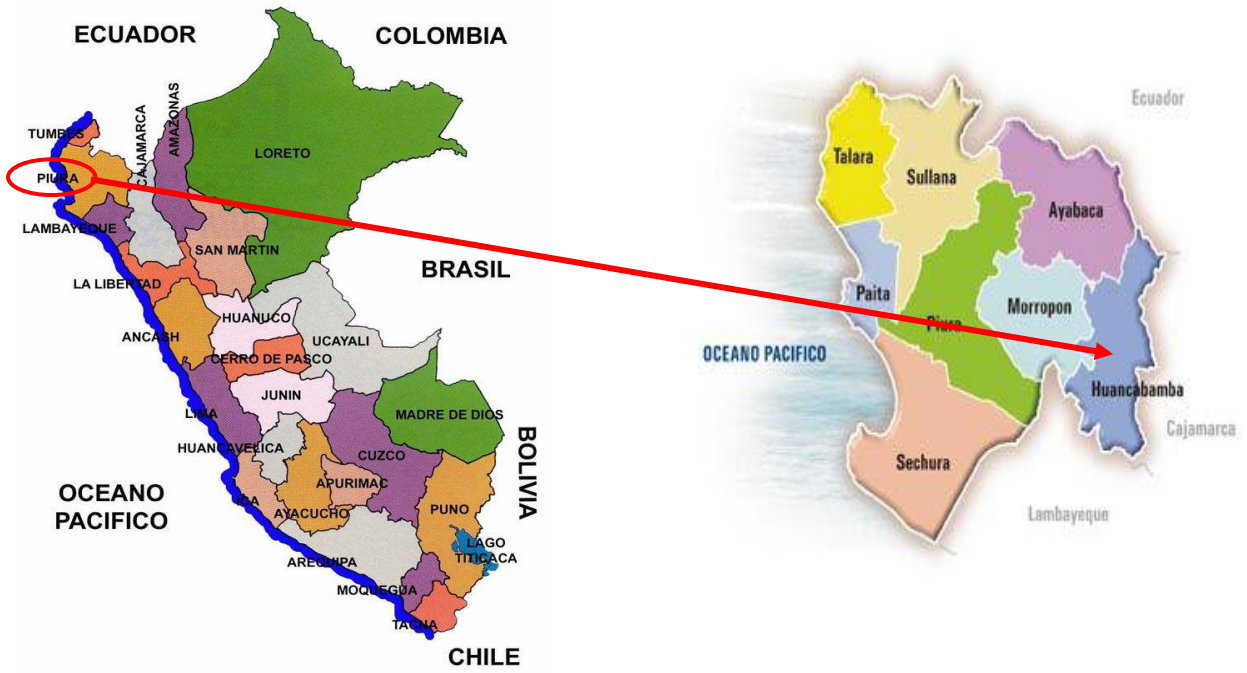 ECUADOR
COLOMBIA
TUMBES
CAJAMARCA
AMAZONAS
LORETO
PIURA
LAMBAYEQUE
SAN MARTIN
BRASIL
LA LIBERTAD
HUANUCO
ANCASH
UCAYALI
CERRO DE PASCO
JUNIN
LIMA
MADRE DE DIOS
HUANCAVELICA
CUZCO
BOLIVIA
OCEANO
PACIFICO
APURIMAC
ICA
AYACUCHO
PUNO
LAGO
TITICACA
AREQUIPA
MOQUEGUA
TACNA
CHILE
Ecuador
Talara
Sullana
Ayabaca
Paita
Morropon
Piura
OCEANO PACIFICO
Huancabamba
Cajamarca
Sechura
Lambayeque